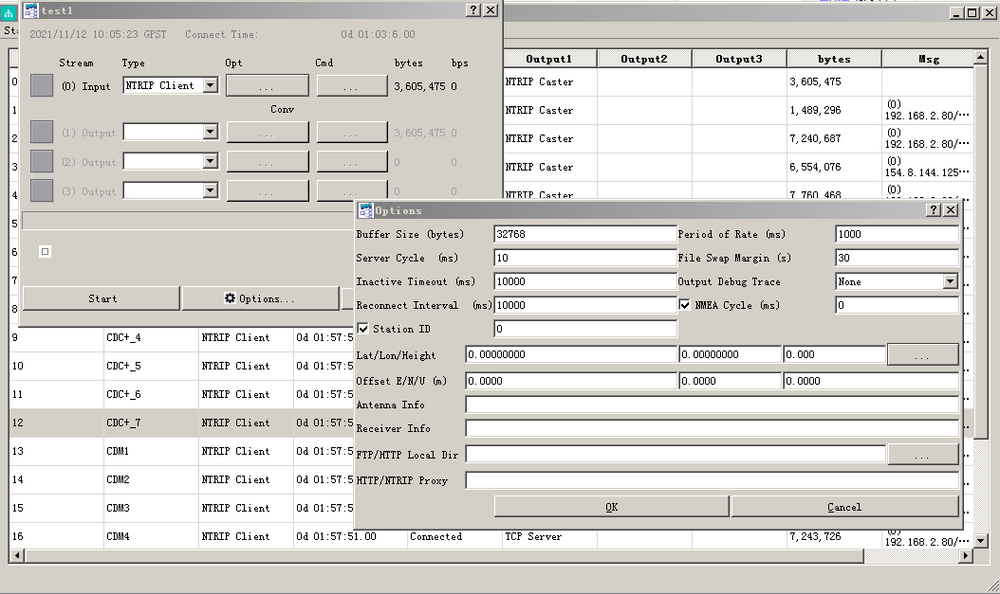 test1
2021/11/12 10:05:23 GPST Connect Time: 0d 01:03:6.00
Stream Type Opt Cmd bytes bps
(0) Input NTRIP Client ... ... 3,605,475 0
Conv
(1) Output ... ... 3,605,475 0
(2) Output ... ... 0 0
(3) Output ... ... 0 0
Start Options...
Output1 Output2 Output3 bytes Msg
0 NTRIP Caster 3,605,475
1 NTRIP Caster 1,489,296 (0) 192.168.2.80/...
2 NTRIP Caster 7,240,687 (0) 192.168.2.80/...
3 NTRIP Caster 6,554,076 (0) 154.8.144.125...
NTRIP Caster 7,760,468
5
6
7
8
Options
Buffer Size (bytes) 32768 Period of Rate (ms) 1000
Server Cycle (ms) 10 File Swap Margin (s) 30
Inactive Timeout (ms) 10000 Output Debug Trace None
Reconnect Interval (ms) 10000 NMEA Cycle (ms) 0
Station ID 0
Lat/Lon/Height 0.00000000 0.00000000 0.000 ...
Offset E/N/U (m) 0.0000 0.0000 0.0000
Antenna Info
Receiver Info
FTP/HTTP Local Dir ...
HTTP/NTRIP Proxy
OK Cancel
9 CDC+_4 NTRIP Client 0d 01:57:5
10 CDC+_5 NTRIP Client 0d 01:57:5
11 CDC+_6 NTRIP Client 0d 01:57:5
12 CDC+_7 NTRIP Client 0d 01:57:5
13 CDM1 NTRIP Client 0d 01:57:5
14 CDM2 NTRIP Client 0d 01:57:5
15 CDM3 NTRIP Client 0d 01:57:5
16 CDM4 NTRIP Client 0d 01:57:51.00 Connected TCP Server 7,243,726 (0) 192.168.2.80/...